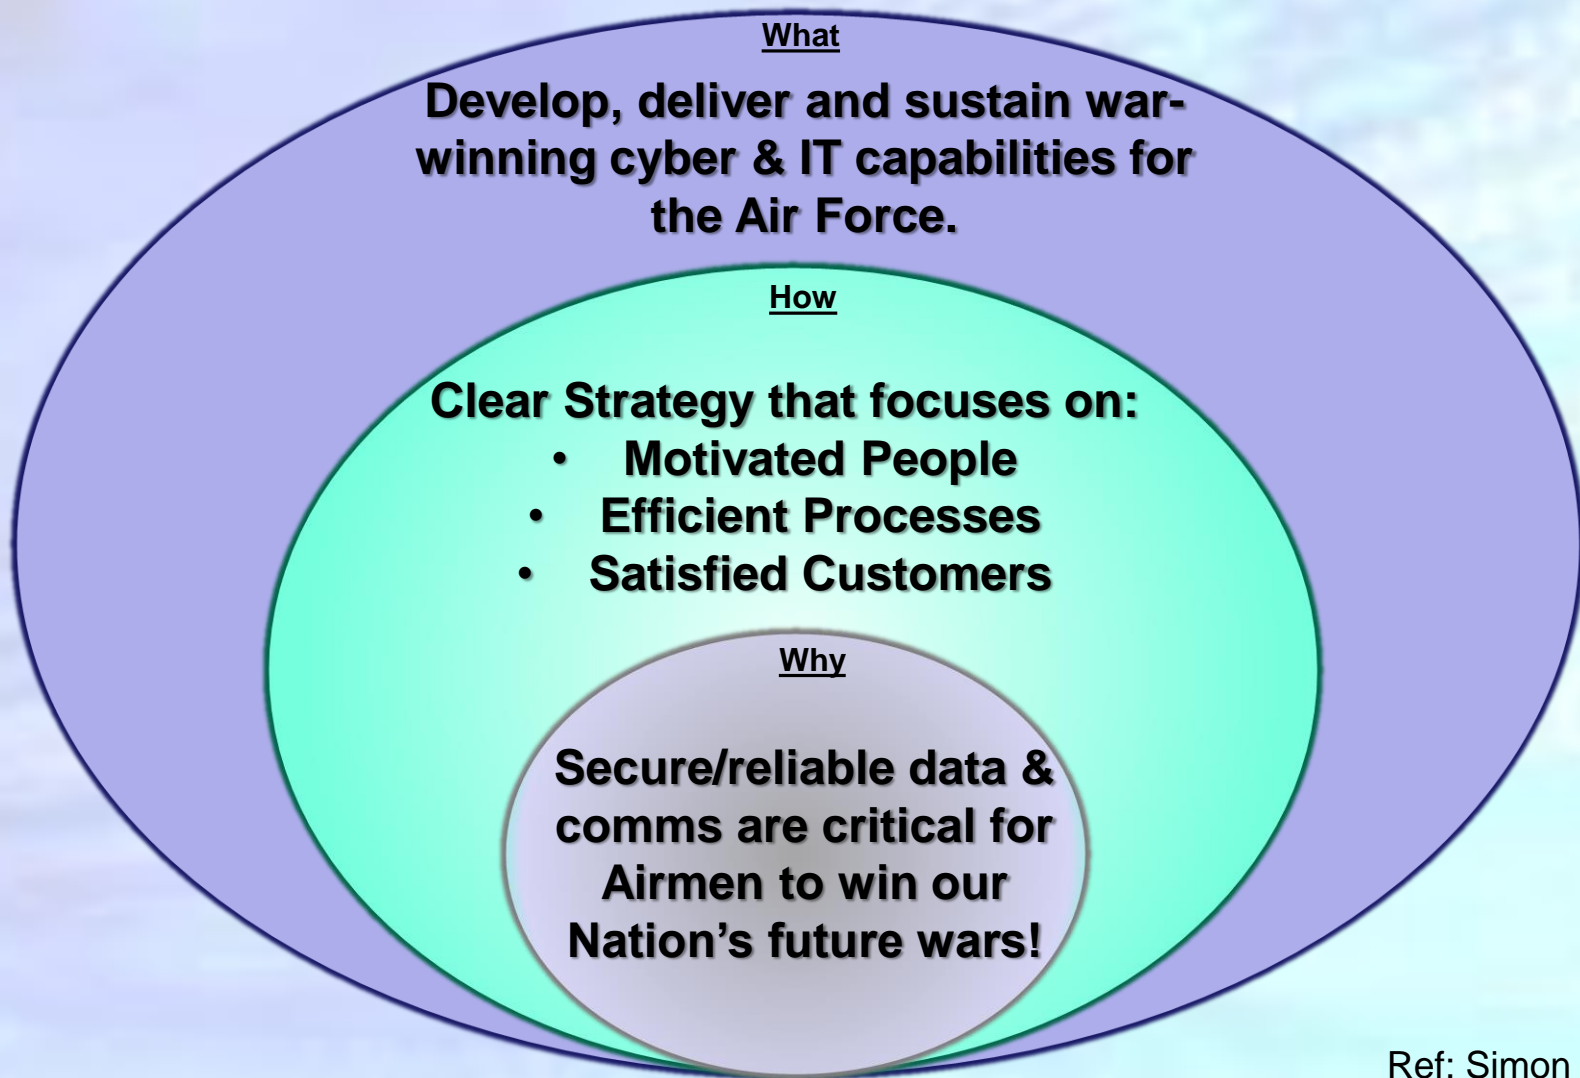 What
Develop, deliver and sustain war-
winning cyber & IT capabilities for
the Air Force.
How
Clear Strategy that focuses on:
• Motivated People
• Efficient Processes
• Satisfied Customers
Why
Secure/reliable data &
comms are critical for
Airmen to win our
Nation’s future wars!
Ref: Simon